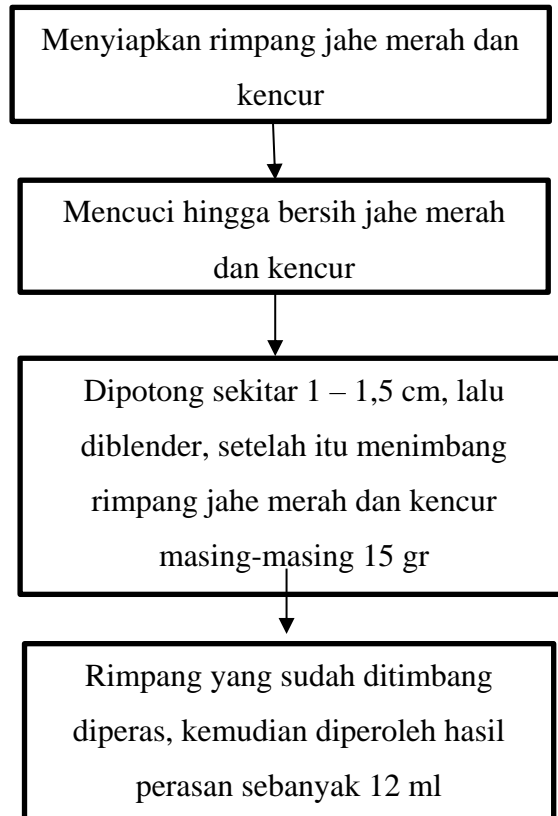 Menyiapkan rimpang jahe merah dan
kencur
Mencuci hingga bersih jahe merah
dan kencur
Dipotong sekitar 1 – 1,5 cm, lalu
diblender, setelah itu menimbang
rimpang jahe merah dan kencur
masing-masing 15 gr
Rimpang yang sudah ditimbang
diperas, kemudian diperoleh hasil
perasan sebanyak 12 ml